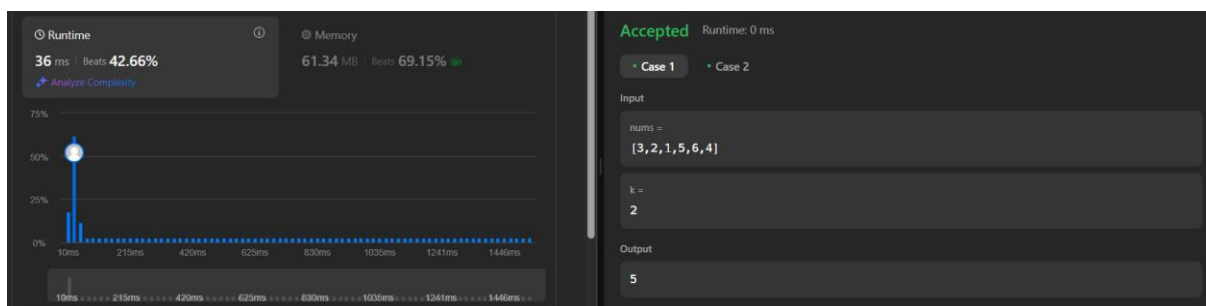 Runtime
Memory
36 ms | Beats 42.66%
61.34 MB | Beats 69.15%
Analyze Complexity
75%
50%
25%
0%
10ms 215ms 420ms 625ms 830ms 1035ms 1241ms 1446ms
10ms 215ms 420ms 625ms 830ms 1035ms 1241ms 1446ms
Accepted Runtime: 0 ms
• Case 1 • Case 2
Input
nums =
[3,2,1,5,6,4]
k =
2
Output
5